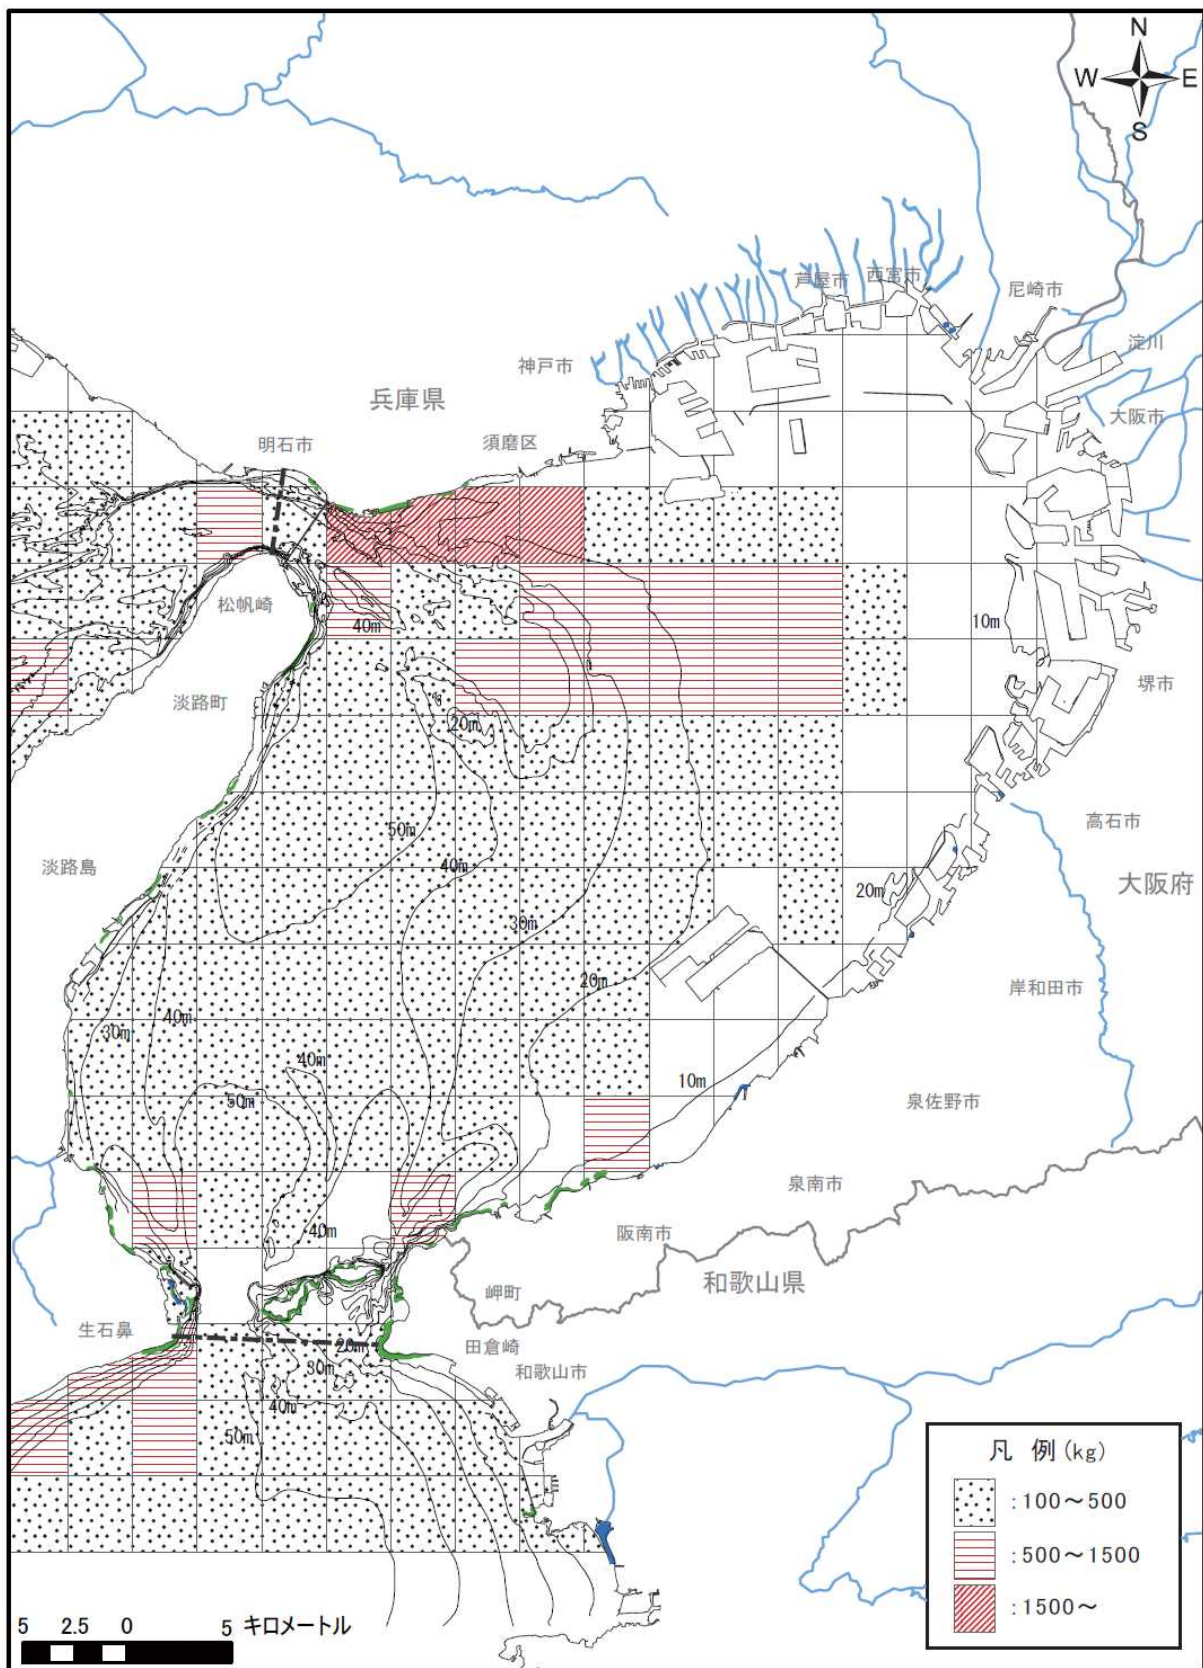 N
W E
S
芦屋市
西宮市
尼崎市
淀川
神戸市
兵庫県
大阪市
明石市
須磨区
松帆崎
40m
10m
淡路町
堺市
20m
50m
高石市
40m
淡路島
大阪府
20m
30m
20m
岸和田市
40m
30m
40m
10m
50m
泉佐野市
泉南市
40m
阪南市
和歌山県
岬町
生石鼻
20m
田倉崎
30m
和歌山市
40m
50m
凡 例(kg)
:100～500
:500～1500
:1500～
5 2.5 0 5 キロメートル